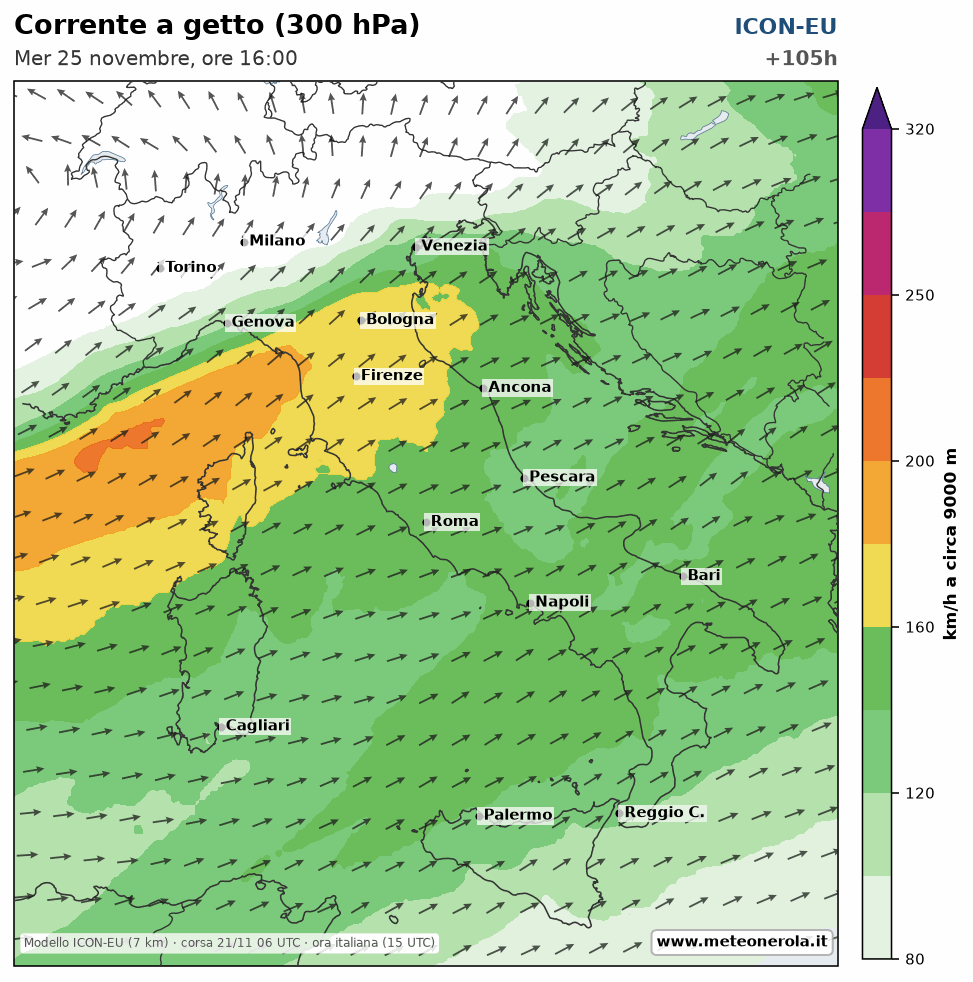 Corrente a getto (300 hPa)
ICON-EU
Mer 25 novembre, ore 16:00
+105h
Milano
Venezia
Torino
Genova
Bologna
Firenze
Ancona
Pescara
Roma
Bari
Napoli
Cagliari
Palermo
Reggio C.
320
250
200
160
120
80
km/h a circa 9000 m
Modello ICON-EU (7 km) · corsa 21/11 06 UTC · ora italiana (15 UTC)
www.meteonerola.it